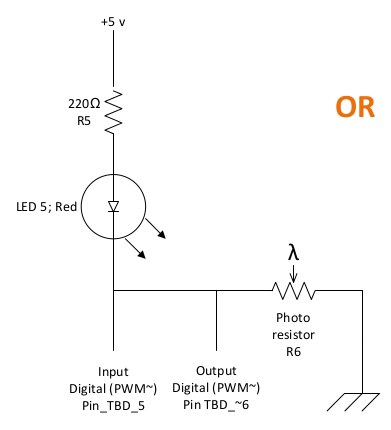 +5 v
220Ω
R5
OR
LED 5; Red
λ
Photo
resistor
R6
Input
Digital (PWM~)
Pin_TBD_5
Output
Digital (PWM~)
Pin TBD_~6